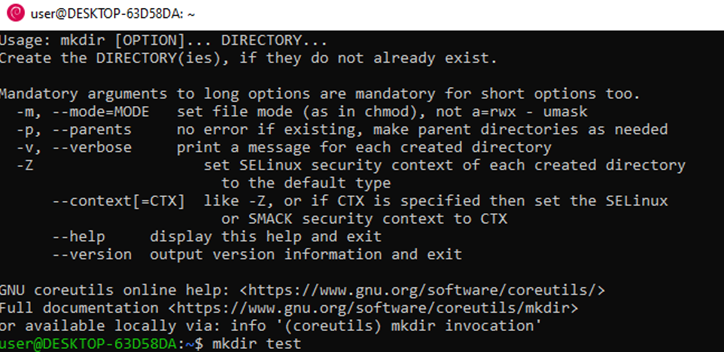 user@DESKTOP-63D58DA: ~
Usage: mkdir [OPTION]... DIRECTORY...
Create the DIRECTORY(ies), if they do not already exist.

Mandatory arguments to long options are mandatory for short options too.
  -m, --mode=MODE   set file mode (as in chmod), not a=rwx - umask
  -p, --parents     no error if existing, make parent directories as needed
  -v, --verbose     print a message for each created directory
  -Z                   set SELinux security context of each created directory
                         to the default type
      --context[=CTX]  like -Z, or if CTX is specified then set the SELinux
                         or SMACK security context to CTX
      --help     display this help and exit
      --version  output version information and exit

GNU coreutils online help: <https://www.gnu.org/software/coreutils/>
Full documentation <https://www.gnu.org/software/coreutils/mkdir>
or available locally via: info '(coreutils) mkdir invocation'
user@DESKTOP-63D58DA:~$ mkdir test